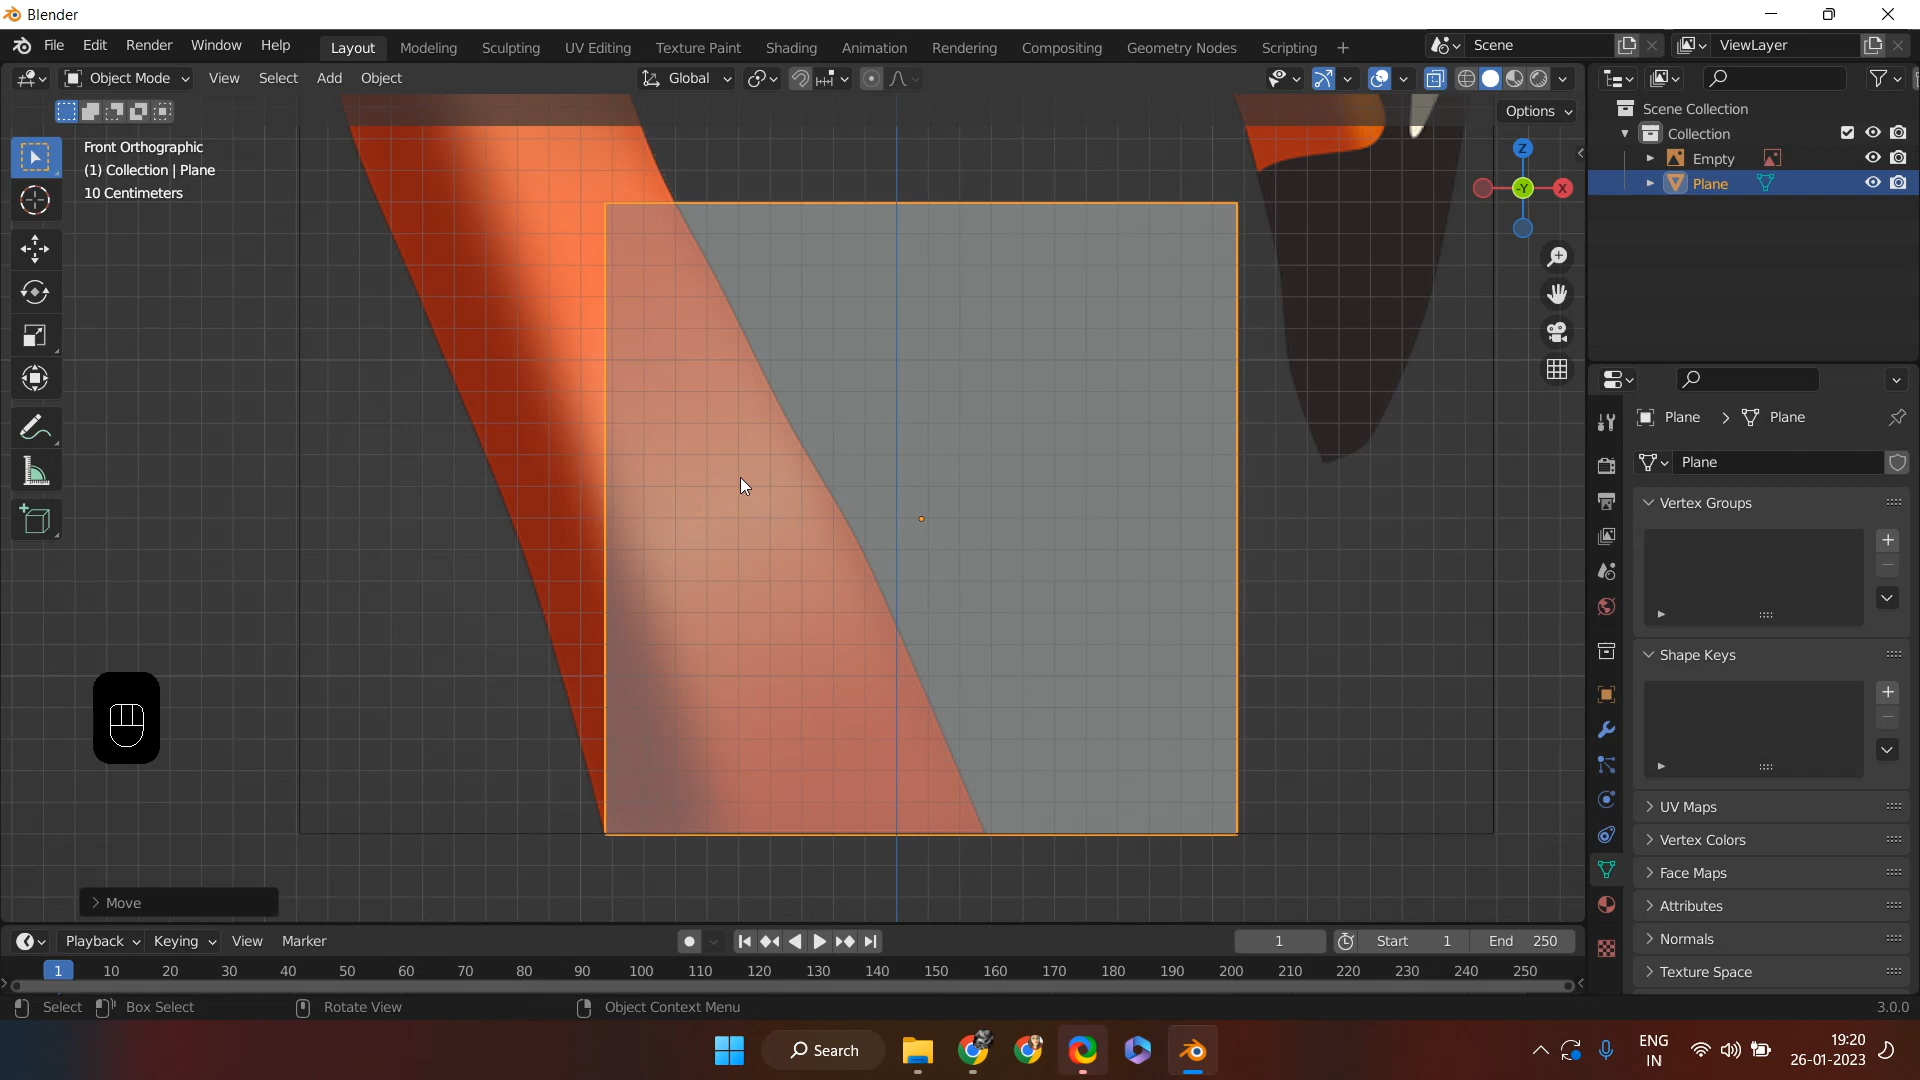 Blender
File Edit Render Window Help Layout Modeling Sculpting UV Editing Texture Paint Shading Animation Rendering Compositing Geometry Nodes Scripting + Scene ViewLayer
Object Mode View Select Add Object Global
Options
Front Orthographic
(1) Collection | Plane
10 Centimeters
Z
-Y X
Move
Scene Collection
Collection
Empty
Plane
Plane > Plane
Plane
Vertex Groups
Shape Keys
UV Maps
Vertex Colors
Face Maps
Attributes
Normals
Texture Space
Playback Keying View Marker 1 Start 1 End 250
1 10 20 30 40 50 60 70 80 90 100 110 120 130 140 150 160 170 180 190 200 210 220 230 240 250
Select Box Select Rotate View Object Context Menu 3.0.0
Search
ENG
IN
19:20
26-01-2023